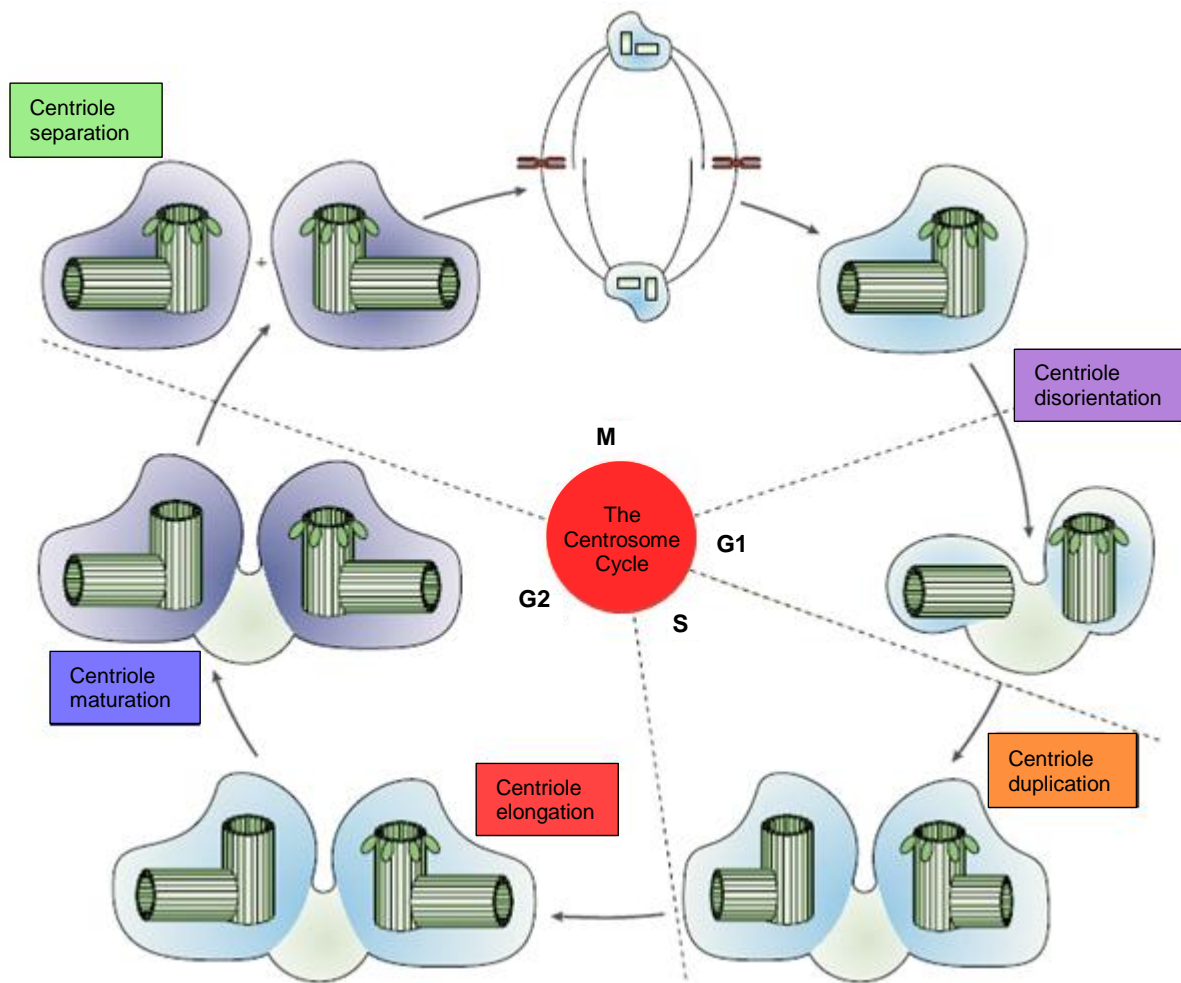 Centriole
separation
Centriole
disorientation
M
The
Centrosome
Cycle
G1
G2
S
Centriole
maturation
Centriole
duplication
Centriole
elongation
+